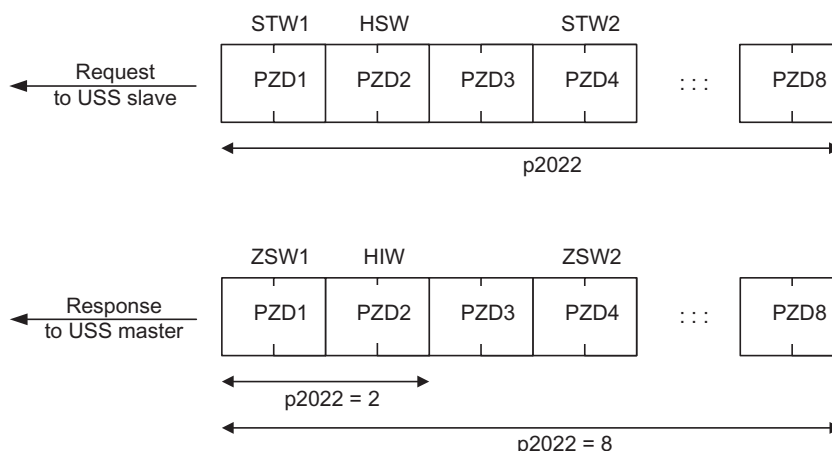 STW1 HSW STW2
Request
to USS slave
PZD1 PZD2 PZD3 PZD4 : : : PZD8
p2022
ZSW1 HIW ZSW2
Response
to USS master
PZD1 PZD2 PZD3 PZD4 : : : PZD8
p2022 = 2
p2022 = 8